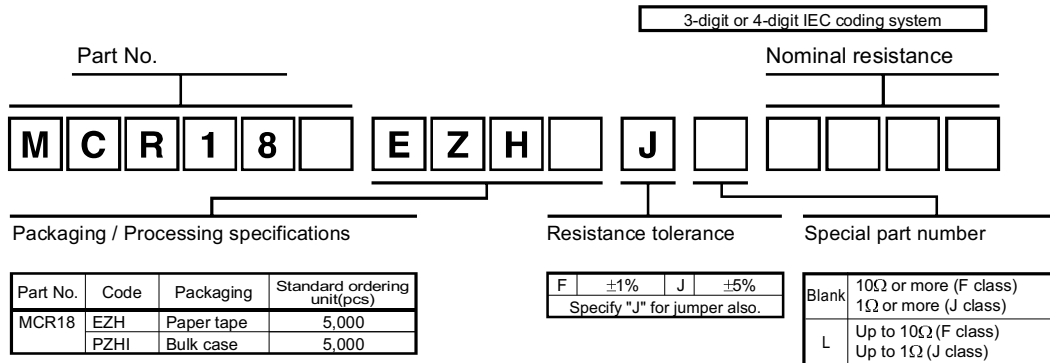 3-digit or 4-digit IEC coding system
Part No.
Nominal resistance
M C R 1 8 E Z H J
Packaging / Processing specifications
Resistance tolerance
Special part number
Part No. Code Packaging Standard ordering unit(pcs)
MCR18 EZH Paper tape 5,000
PZHI Bulk case 5,000
F ±1% J ±5%
Specify "J" for jumper also.
Blank 10Ω or more (F class)
1Ω or more (J class)
L Up to 10Ω (F class)
Up to 1Ω (J class)